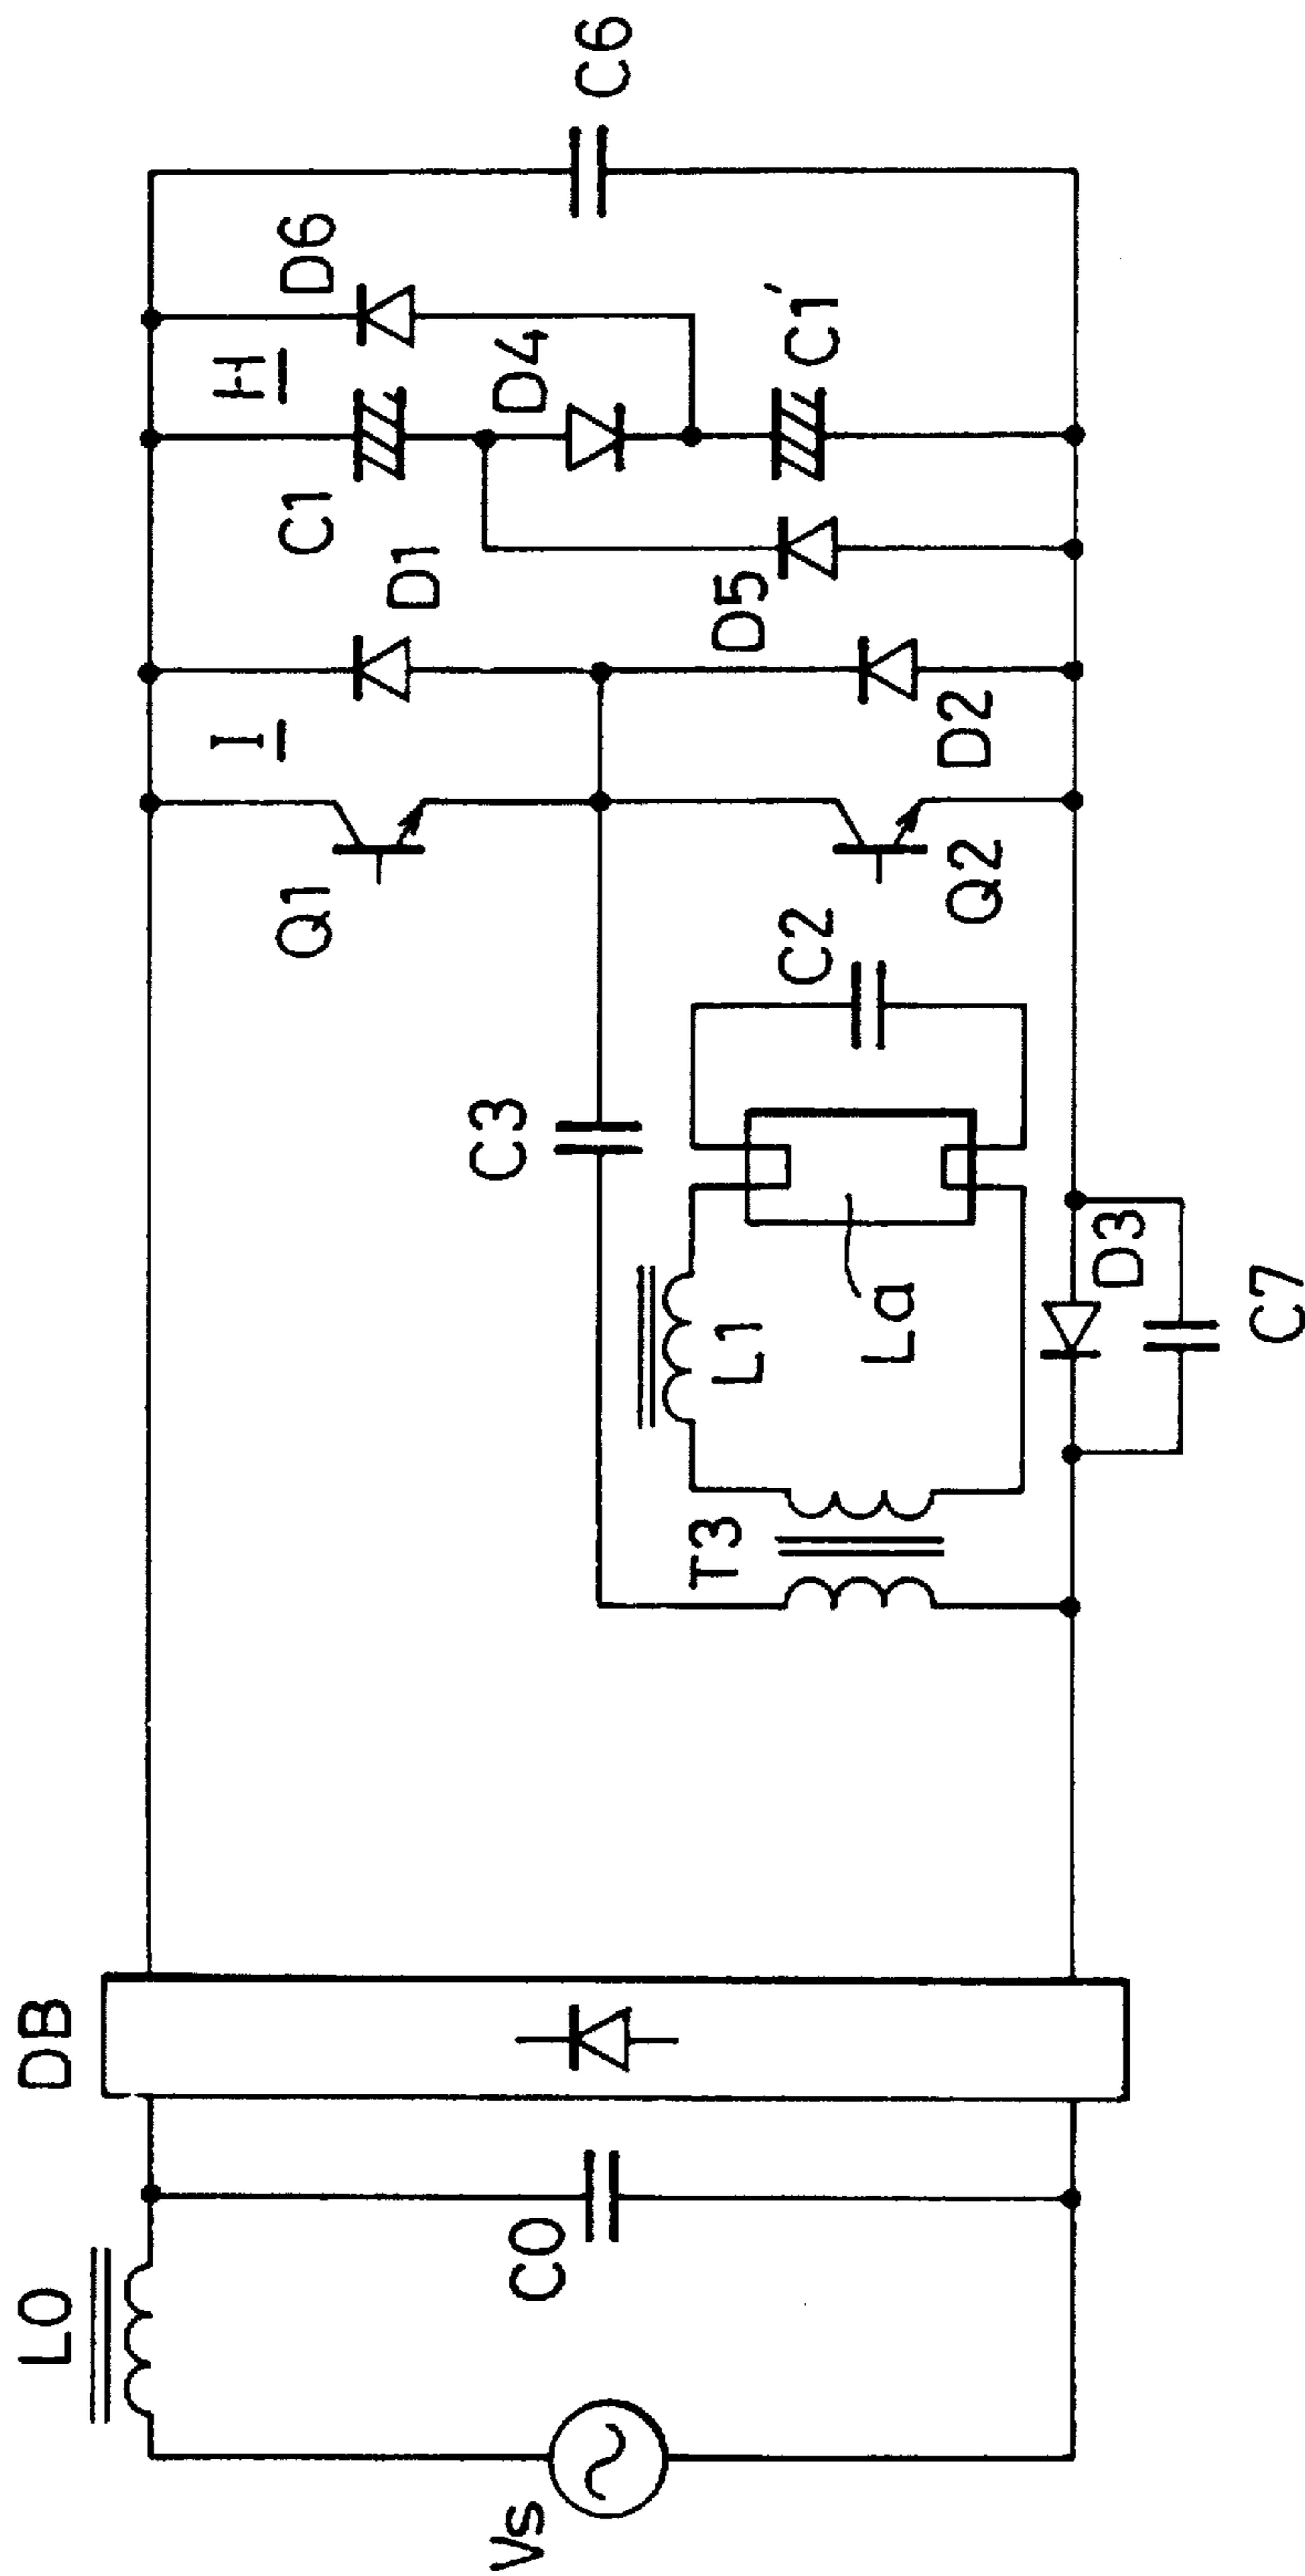 L0
DB
Vs
C0
T3
L1
La
C3
C2
D3
C7
Q1
Q2
I
D1
D2
C1
H
D4
D5
D6
C1′
C6